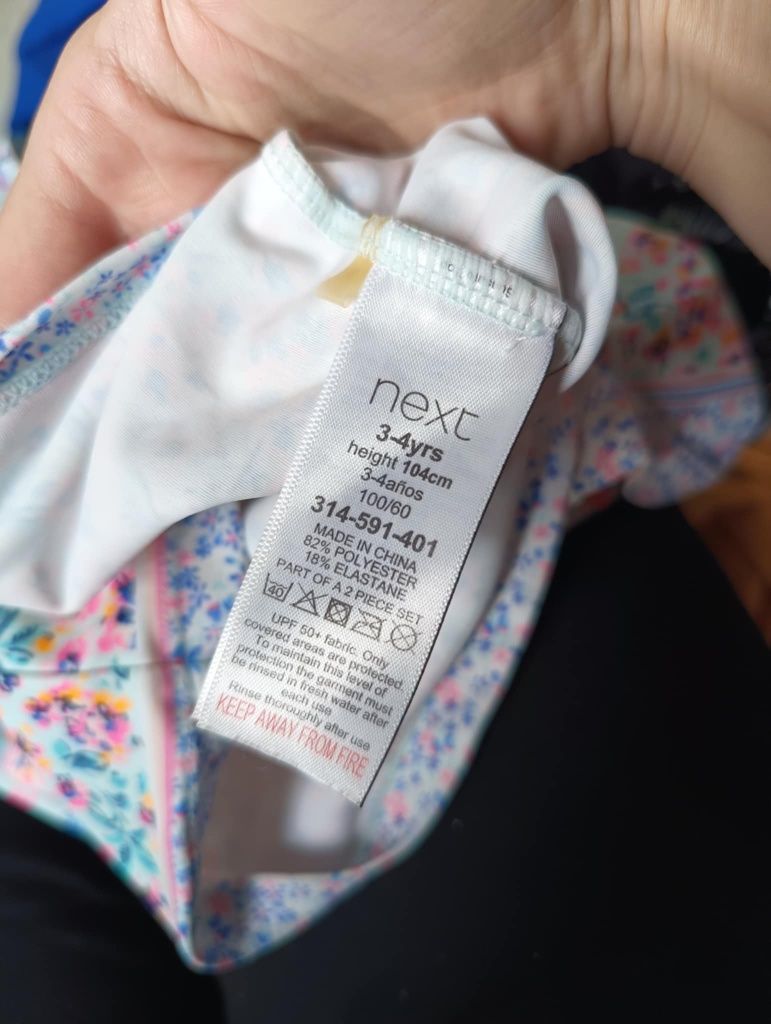 next
3-4yrs
height 104cm
3-4años
100/60
314-591-401
MADE IN CHINA
82% POLYESTER
18% ELASTANE
PART OF A 2 PIECE SET
40
UPF 50+ fabric. Only
covered areas are protected.
To maintain this level of
protection the garment must
be rinsed in fresh water after
each use
Rinse thoroughly after use
KEEP AWAY FROM FIRE